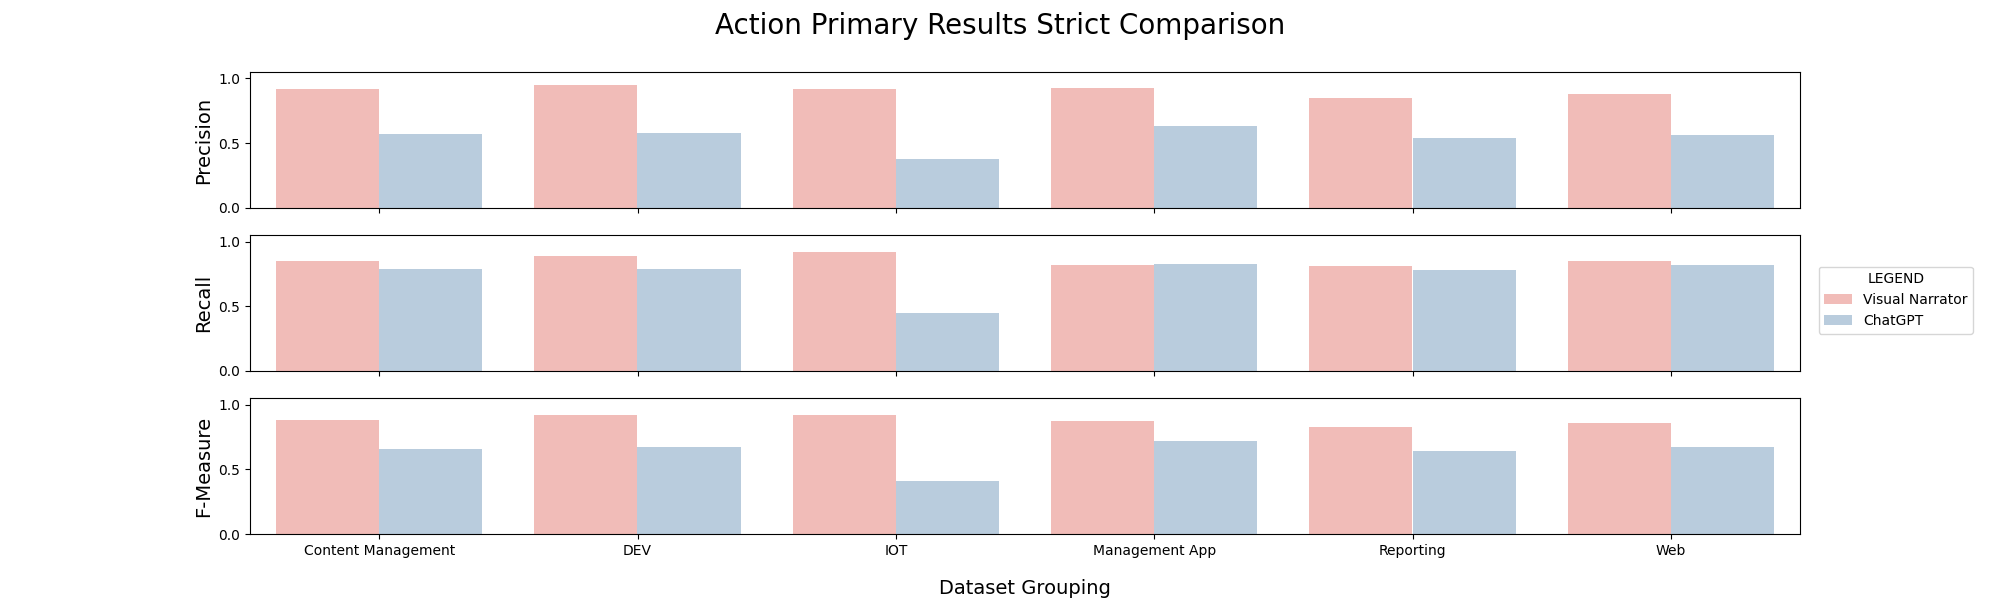 Action Primary Results Strict Comparison
Precision
1.0
0.5
0.0
Recall
1.0
0.5
0.0
F-Measure
1.0
0.5
0.0
Content Management DEV IOT Management App Reporting Web
Dataset Grouping
LEGEND
Visual Narrator
ChatGPT